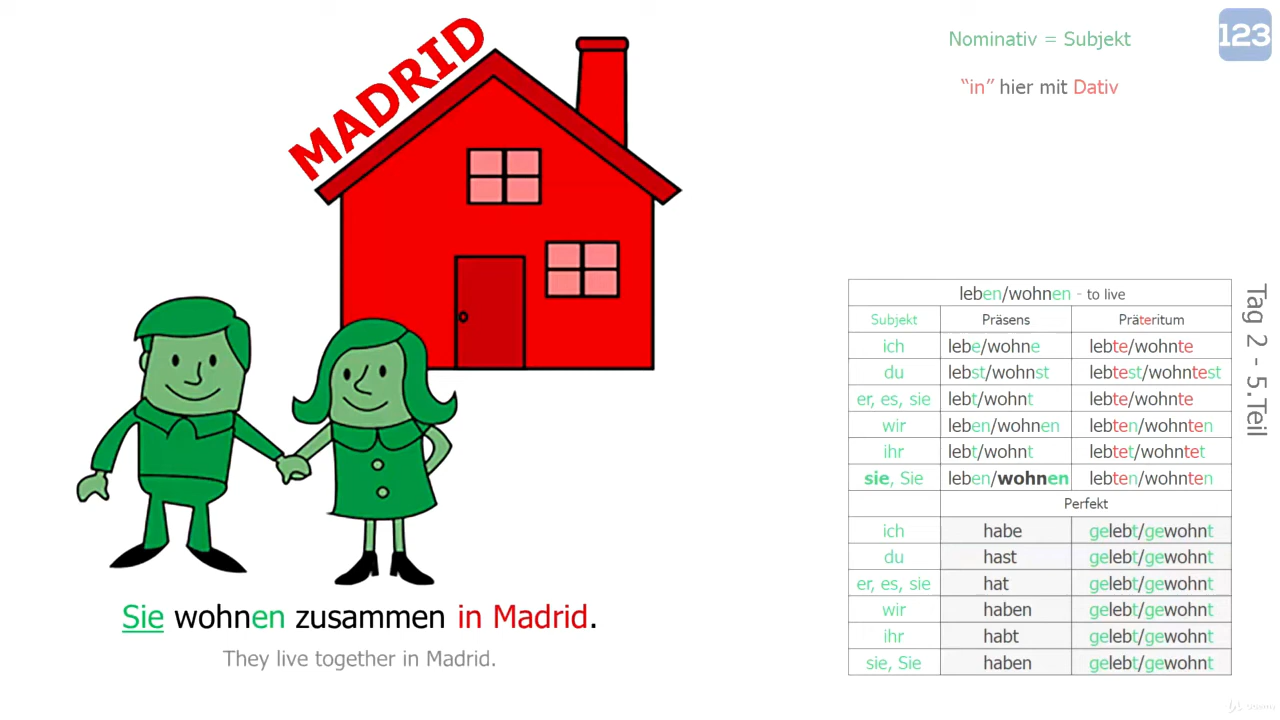 MADRID
Nominativ = Subjekt
123
"in" hier mit Dativ
leben/wohnen - to live
Subjekt Präsens Präteritum
ich lebe/wohne lebte/wohnte
du lebst/wohnst lebtest/wohntest
er, es, sie lebt/wohnt lebte/wohnte
wir leben/wohnen lebten/wohnten
ihr lebt/wohnt lebtet/wohntet
sie, Sie leben/wohnen lebten/wohnten
Perfekt
ich habe gelebt/gewohnt
du hast gelebt/gewohnt
er, es, sie hat gelebt/gewohnt
wir haben gelebt/gewohnt
ihr habt gelebt/gewohnt
sie, Sie haben gelebt/gewohnt
Tag 2 - 5.Teil
Sie wohnen zusammen in Madrid.
They live together in Madrid.